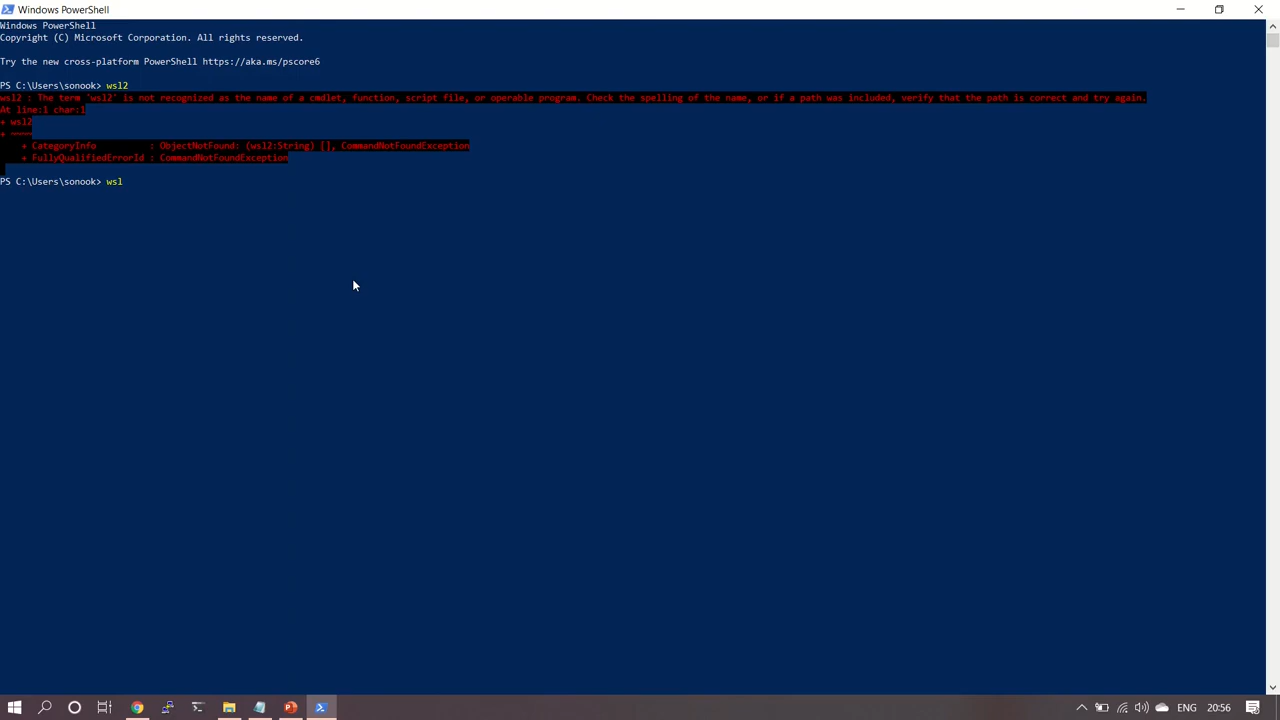 Windows PowerShell
Windows PowerShell
Copyright (C) Microsoft Corporation. All rights reserved.
Try the new cross-platform PowerShell https://aka.ms/pscore6
PS C:\Users\sonook> wsl2
wsl2 : The term 'wsl2' is not recognized as the name of a cmdlet, function, script file, or operable program. Check the spelling of the name, or if a path was included, verify that the path is correct and try again.
At line:1 char:1
+ wsl2
+ ~~~~
+ CategoryInfo : ObjectNotFound: (wsl2:String) [], CommandNotFoundException
+ FullyQualifiedErrorId : CommandNotFoundException
PS C:\Users\sonook> wsl
ENG 20:56